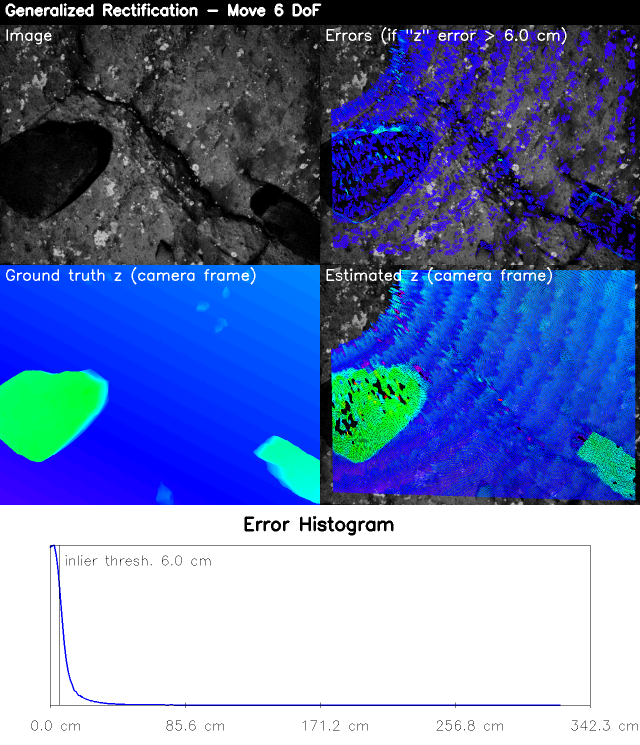 Generalized Rectification – Move 6 DoF
Image
Errors (if "z" error > 6.0 cm)
Ground truth z (camera frame)
Estimated z (camera frame)
Error Histogram
inlier thresh. 6.0 cm
0.0 cm 85.6 cm 171.2 cm 256.8 cm 342.3 cm